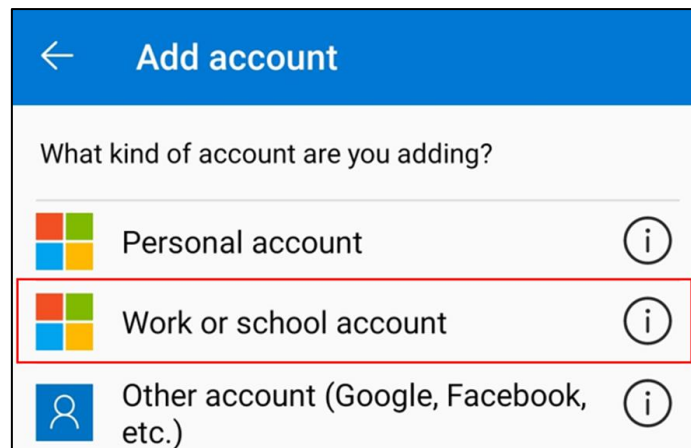 Add account
What kind of account are you adding?
Personal account
Work or school account
Other account (Google, Facebook,
etc.)